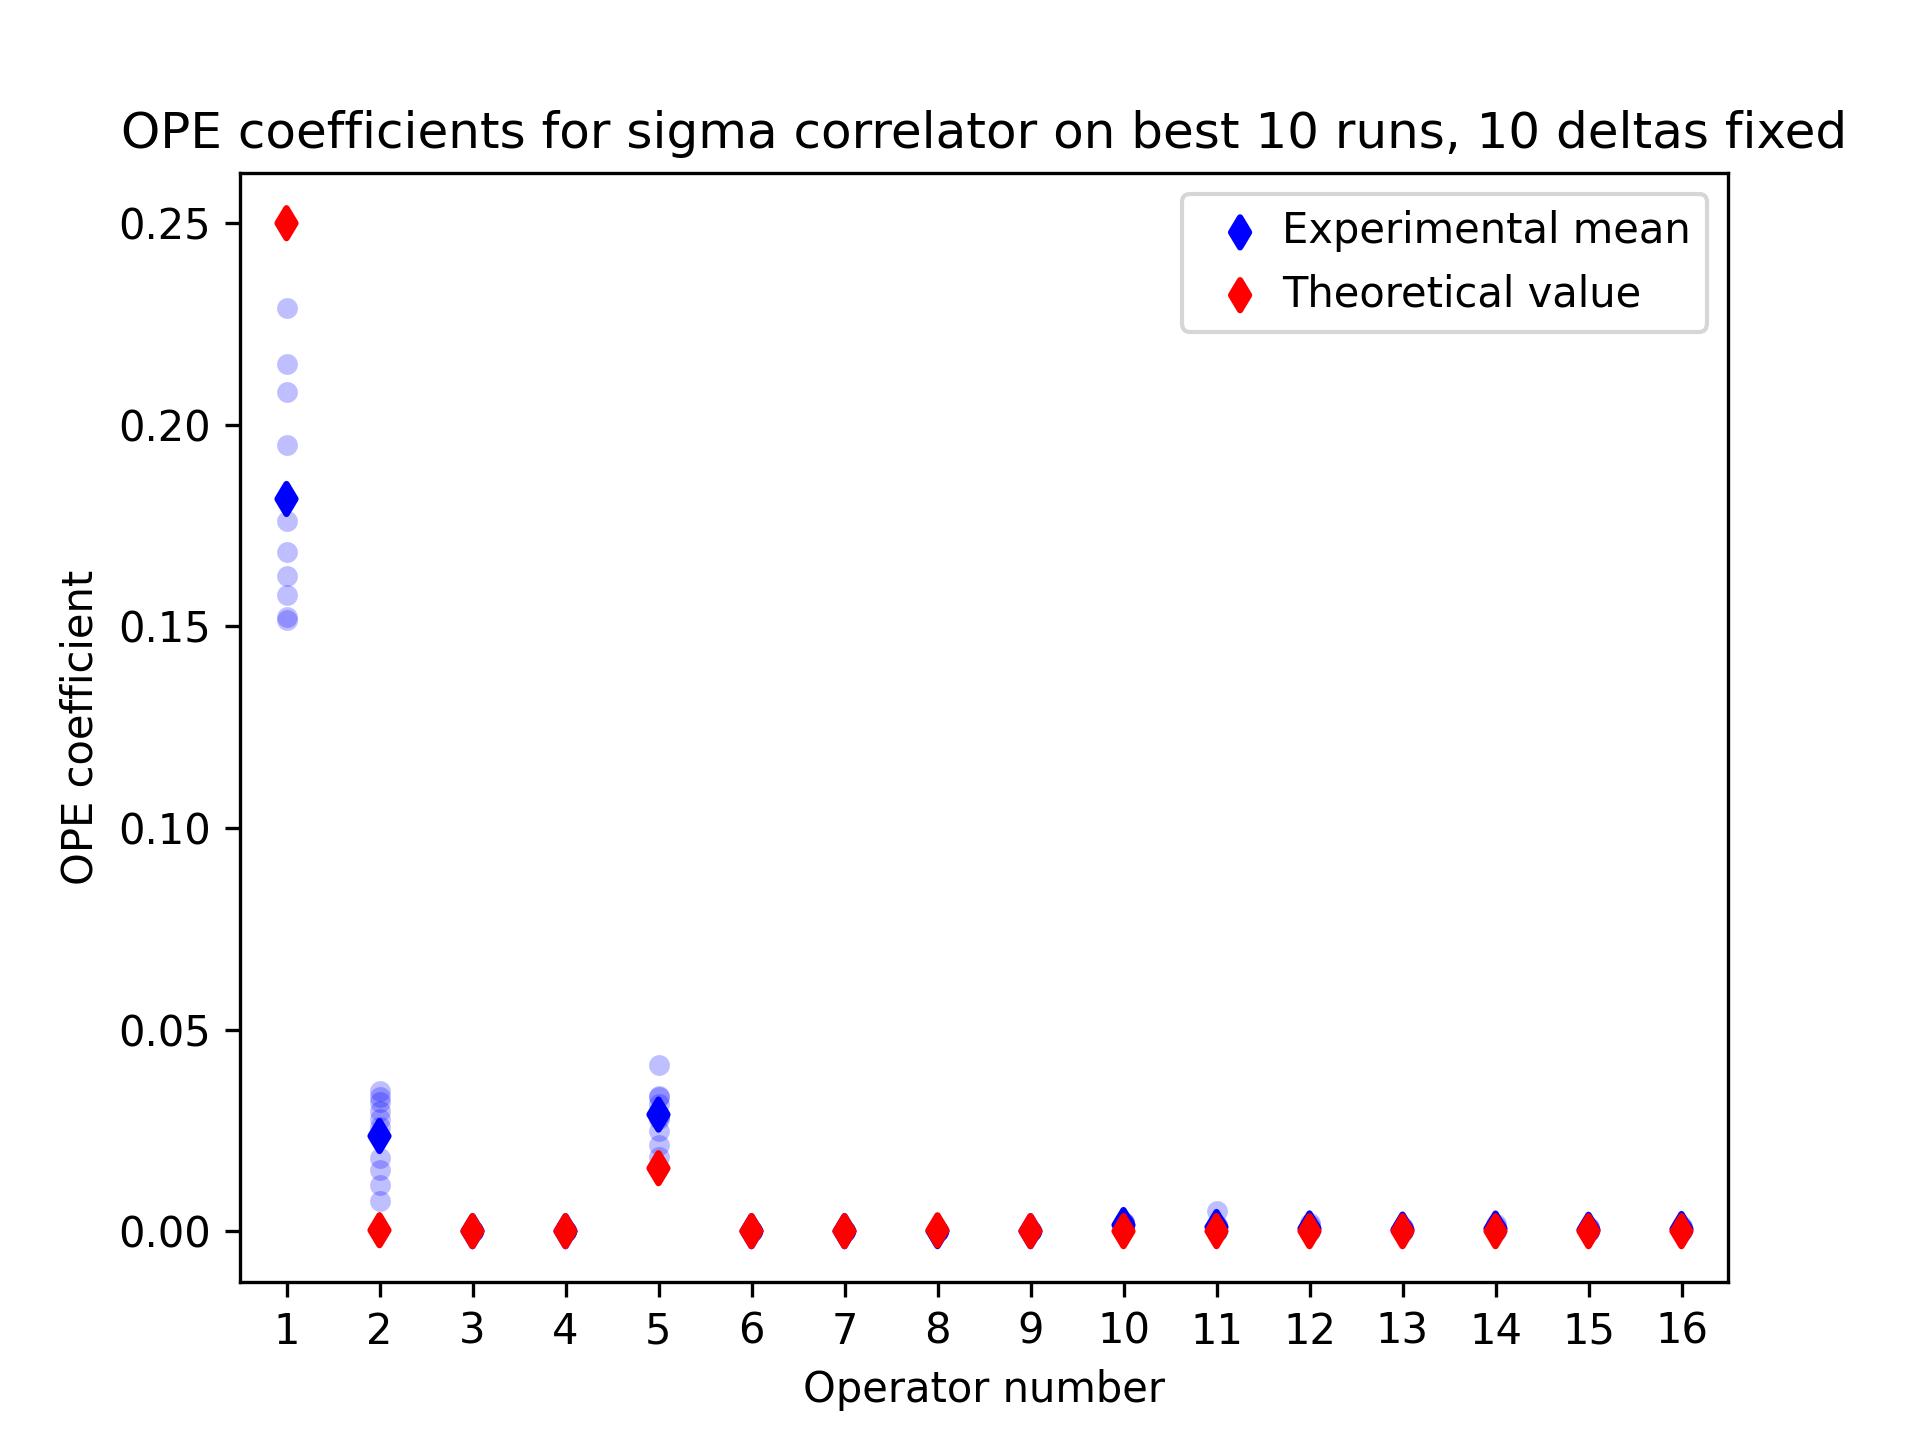 OPE coefficients for sigma correlator on best 10 runs, 10 deltas fixed
Experimental mean
Theoretical value
0.25
0.20
0.15
0.10
0.05
0.00
OPE coefficient
1 2 3 4 5 6 7 8 9 10 11 12 13 14 15 16
Operator number